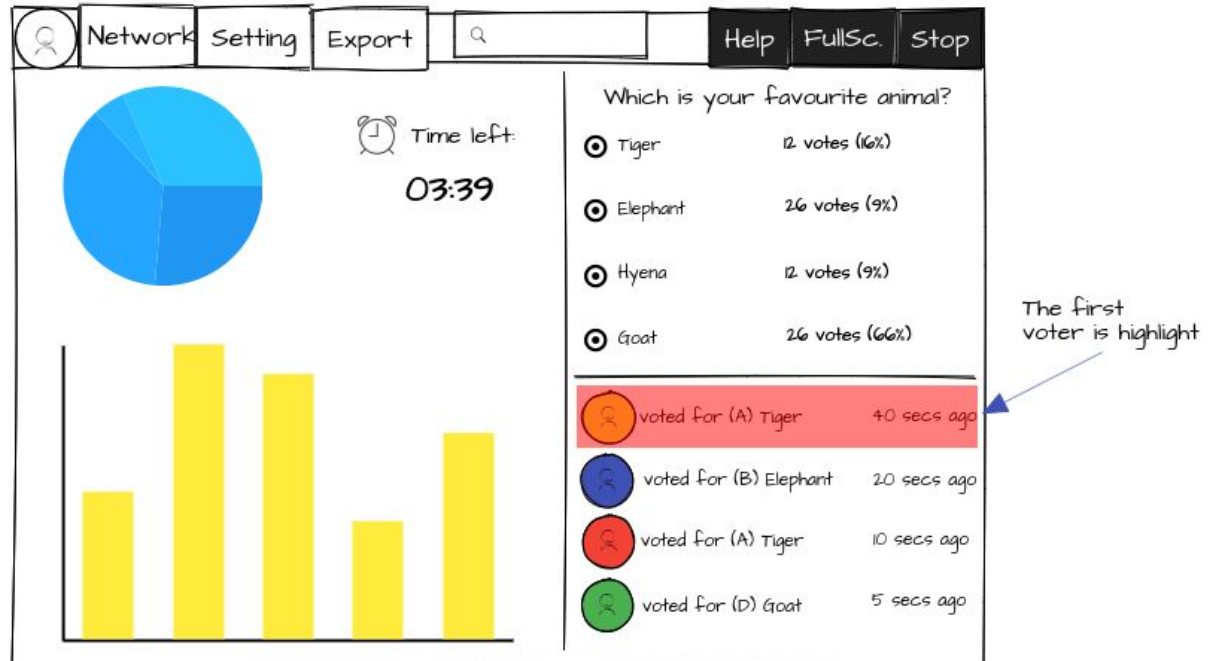 Network Setting Export Help FullSc. Stop
Time left:
03:39
Which is your favourite animal?
Tiger 12 votes (16%)
Elephant 26 votes (9%)
Hyena 12 votes (9%)
Goat 26 votes (66%)
The first
voter is highlight
voted for (A) Tiger 40 secs ago
voted for (B) Elephant 20 secs ago
voted for (A) Tiger 10 secs ago
voted for (D) Goat 5 secs ago